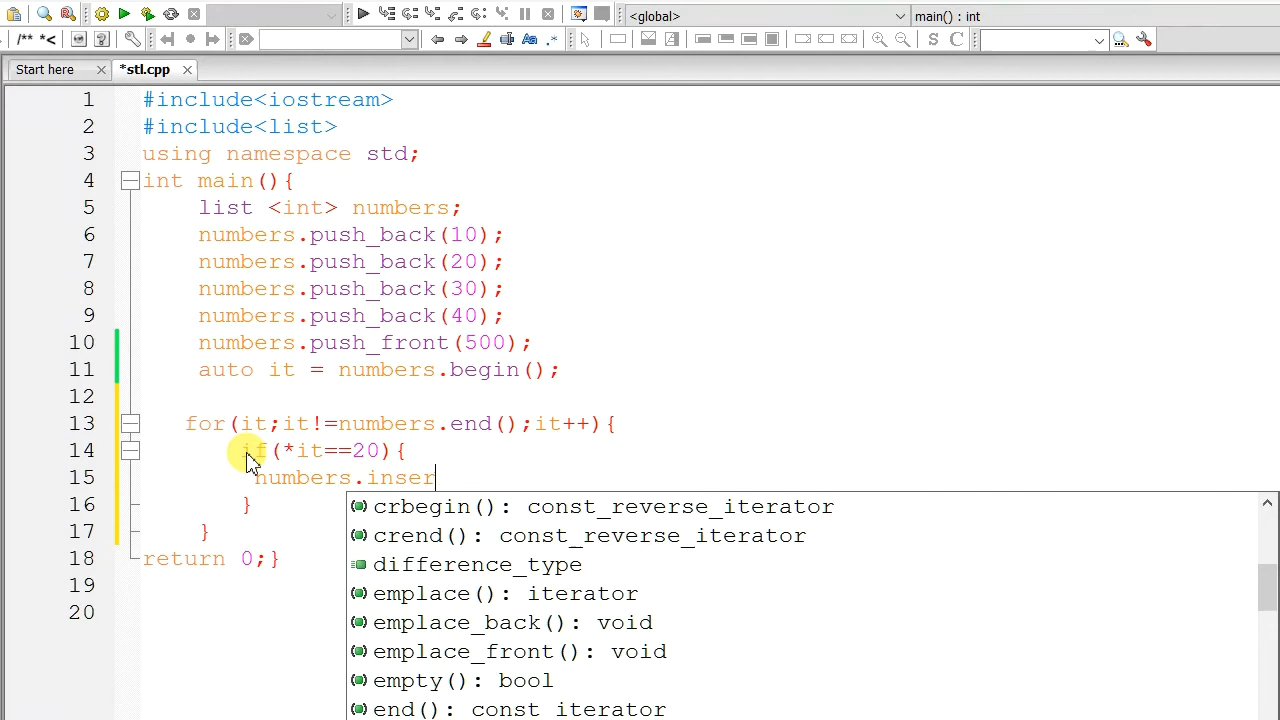 <global>
main() : int
/** *<
Aa .*
S C
Start here
*stl.cpp
1 #include<iostream>
2 #include<list>
3 using namespace std;
4 int main(){
5 list <int> numbers;
6 numbers.push_back(10);
7 numbers.push_back(20);
8 numbers.push_back(30);
9 numbers.push_back(40);
10 numbers.push_front(500);
11 auto it = numbers.begin();
12
13 for(it;it!=numbers.end();it++){
14 if(*it==20){
15 numbers.inser
16 }
17 }
18 return 0;}
19
20
crbegin(): const_reverse_iterator
crend(): const_reverse_iterator
difference_type
emplace(): iterator
emplace_back(): void
emplace_front(): void
empty(): bool
end(): const_iterator